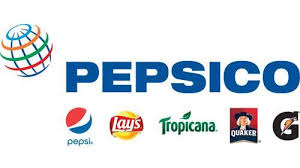 PEPSICO
pepsi
Lay's
Tropicana
QUAKER
G